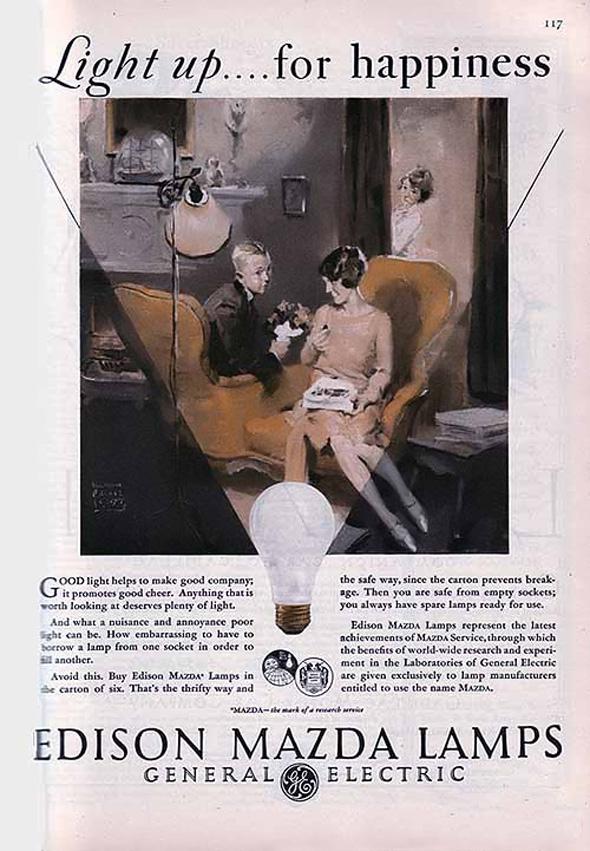 117
Light up....for happiness
GOOD light helps to make good company;
it promotes good cheer. Anything that is
worth looking at deserves plenty of light.
And what a nuisance and annoyance poor
light can be. How embarrassing to have to
borrow a lamp from one socket in order to
fill another.
Avoid this. Buy Edison MAZDA* Lamps in
the carton of six. That's the thrifty way and
the safe way, since the carton prevents break-
age. Then you are safe from empty sockets;
you always have spare lamps ready for use.
Edison MAZDA Lamps represent the latest
achievements of MAZDA Service, through which
the benefits of world-wide research and experi-
ment in the Laboratories of General Electric
are given exclusively to lamp manufacturers
entitled to use the name MAZDA.
*MAZDA—the mark of a research service
EDISON MAZDA LAMPS
GENERAL GE ELECTRIC